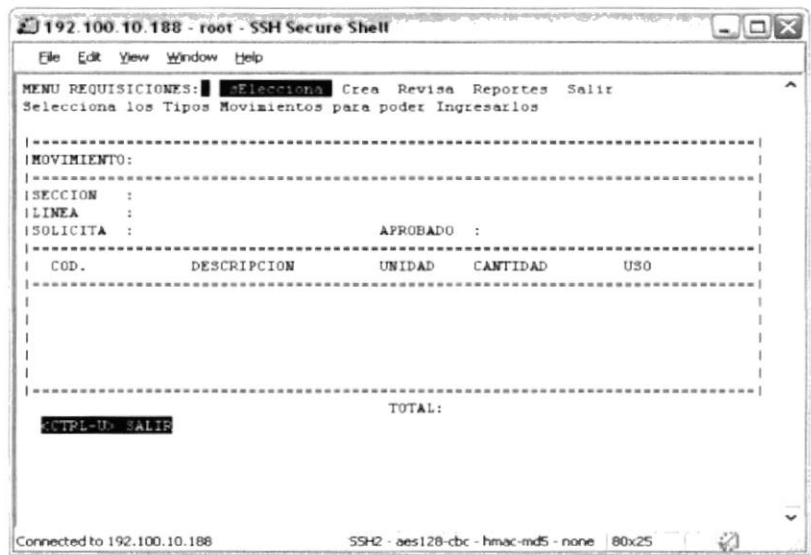 192.100.10.188 - root - SSH Secure Shell
File Edit View Window Help
MENU REQUISICIONES: sElecciona Crea Revisa Reportes Salir
Selecciona los Tipos Movimientos para poder Ingresarlos
MOVIMIENTO:
SECCION :
LINEA :
SOLICITA : APROBADO :
COD. DESCRIPCION UNIDAD CANTIDAD USO
TOTAL:
<CTRL-U> SALIR
Connected to 192.100.10.188 SSH2 - aes128-cbc - hmac-md5 - none 80x25